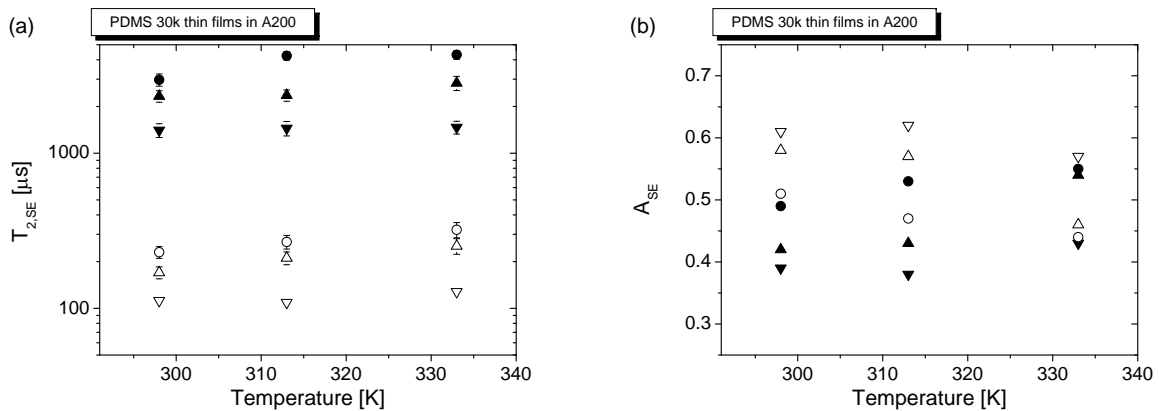 (a)
PDMS 30k thin films in A200
T2,SE [μs]
1000
100
300
310
320
330
340
Temperature [K]
(b)
PDMS 30k thin films in A200
ASE
0.7
0.6
0.5
0.4
0.3
300
310
320
330
340
Temperature [K]